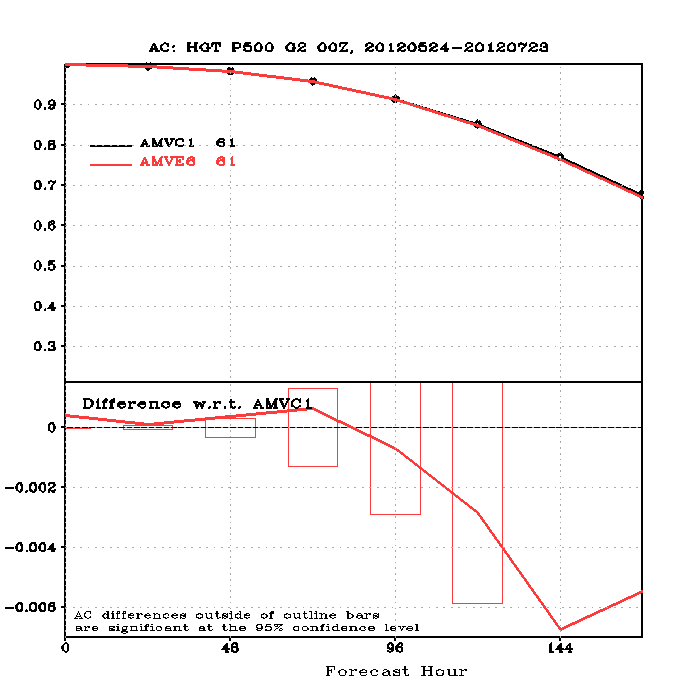 AC: HGT P500 G2 00Z, 20120524-20120723
0.9
0.8
0.7
0.6
0.5
0.4
0.3
AMVC1 61
AMVE6 61
Difference w.r.t. AMVC1
0
-0.002
-0.004
-0.006
AC differences outside of outline bars
are significant at the 95% confidence level
0 48 96 144
Forecast Hour